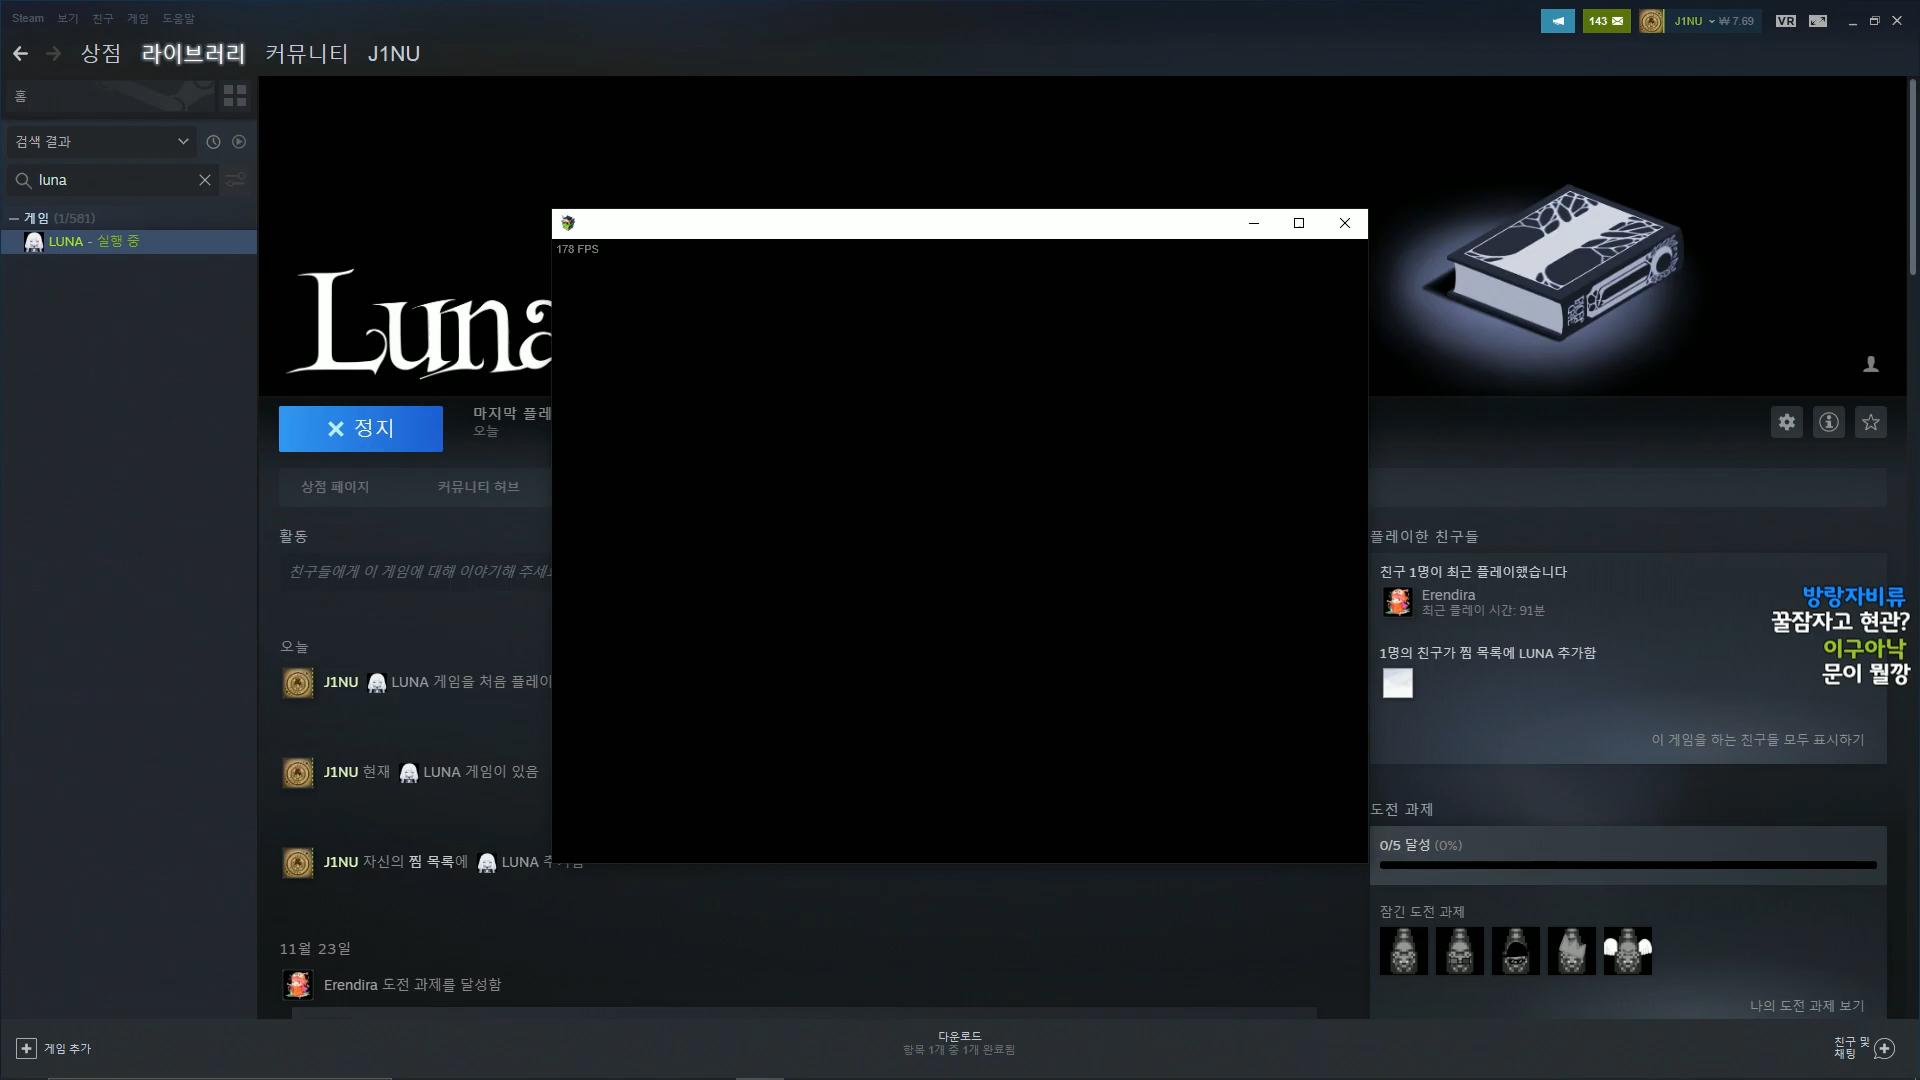 Steam 보기 친구 게임 도움말
143
J1NU ₩ 7.69
VR
상점 라이브러리 커뮤니티 J1NU
홈
검색 결과
luna
게임 (1/581)
LUNA - 실행 중
Luna
178 FPS
정지
마지막 플레
오늘
상점 페이지 커뮤니티 허브
활동
친구들에게 이 게임에 대해 이야기해 주세요
오늘
J1NU LUNA 게임을 처음 플레이
J1NU 현재 LUNA 게임이 있음
J1NU 자신의 찜 목록에 LUNA
11월 23일
Erendira 도전 과제를 달성함
플레이한 친구들
친구 1명이 최근 플레이했습니다
Erendira
최근 플레이 시간: 91분
1명의 친구가 찜 목록에 LUNA 추가함
이 게임을 하는 친구들 모두 표시하기
방랑자비류
꿀잠자고 현관?
이구아낙
문이 뭘깡
도전 과제
0/5 달성 (0%)
잠긴 도전 과제
나의 도전 과제 보기
게임 추가
다운로드
항목 1개 중 1개 완료됨
친구 및
채팅